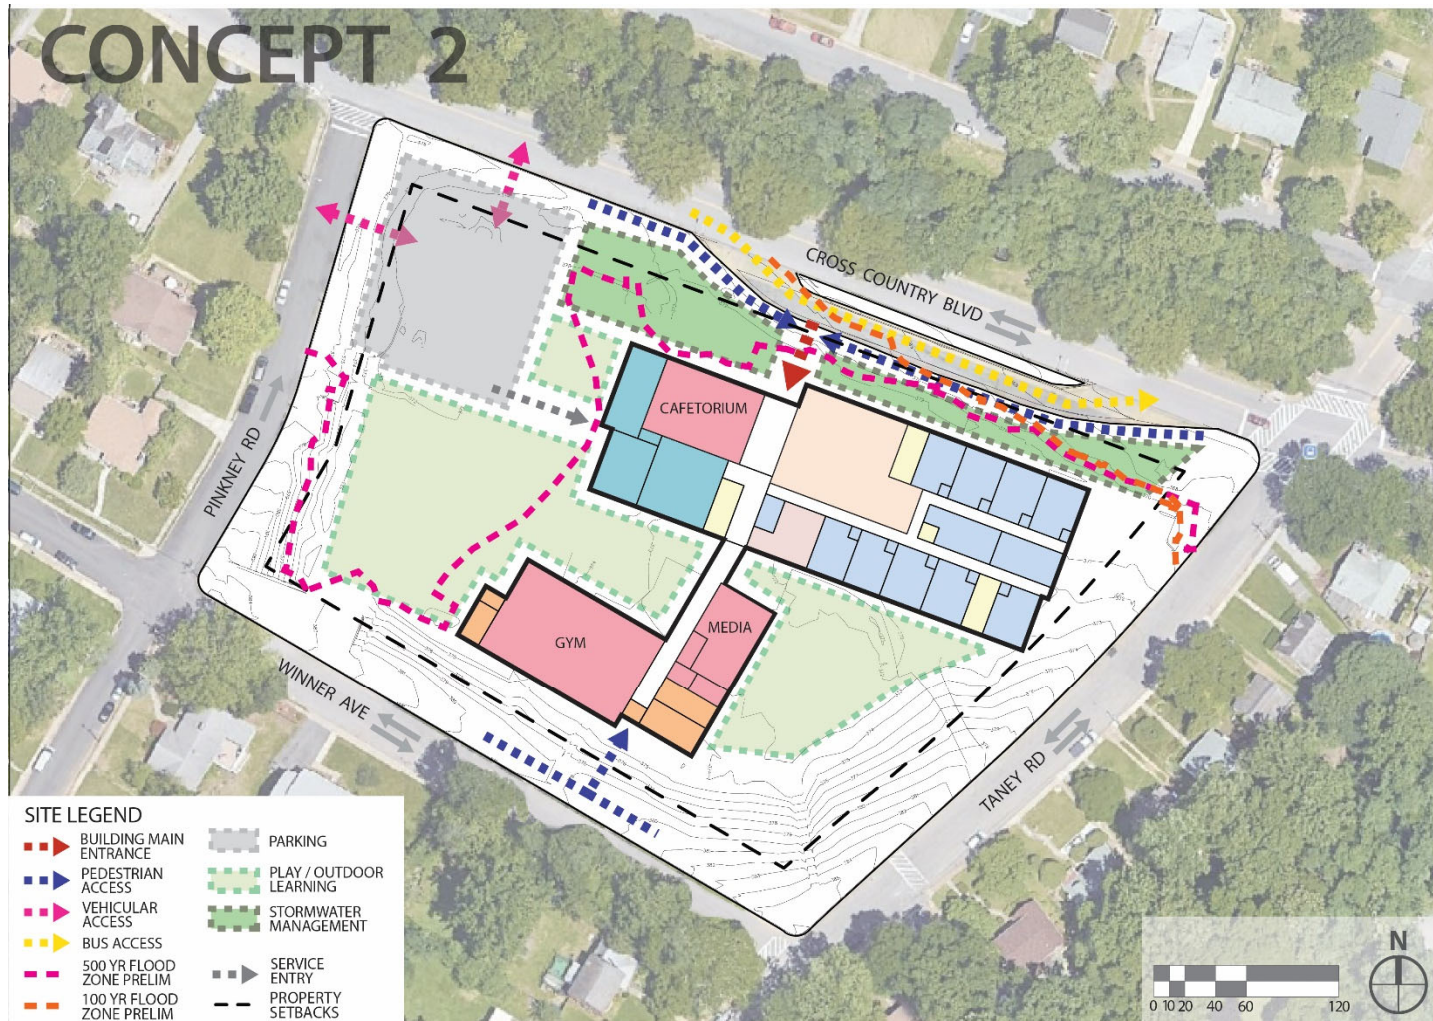 CONCEPT 2
CROSS COUNTRY BLVD
PINKNEY RD
CAFETORIUM
GYM
MEDIA
WINNER AVE
TANEY RD
SITE LEGEND
BUILDING MAIN
ENTRANCE
PEDESTRIAN
ACCESS
VEHICULAR
ACCESS
BUS ACCESS
500 YR FLOOD
ZONE PRELIM
100 YR FLOOD
ZONE PRELIM
PARKING
PLAY / OUTDOOR
LEARNING
STORMWATER
MANAGEMENT
SERVICE
ENTRY
PROPERTY
SETBACKS
N
0 10 20 40 60 120